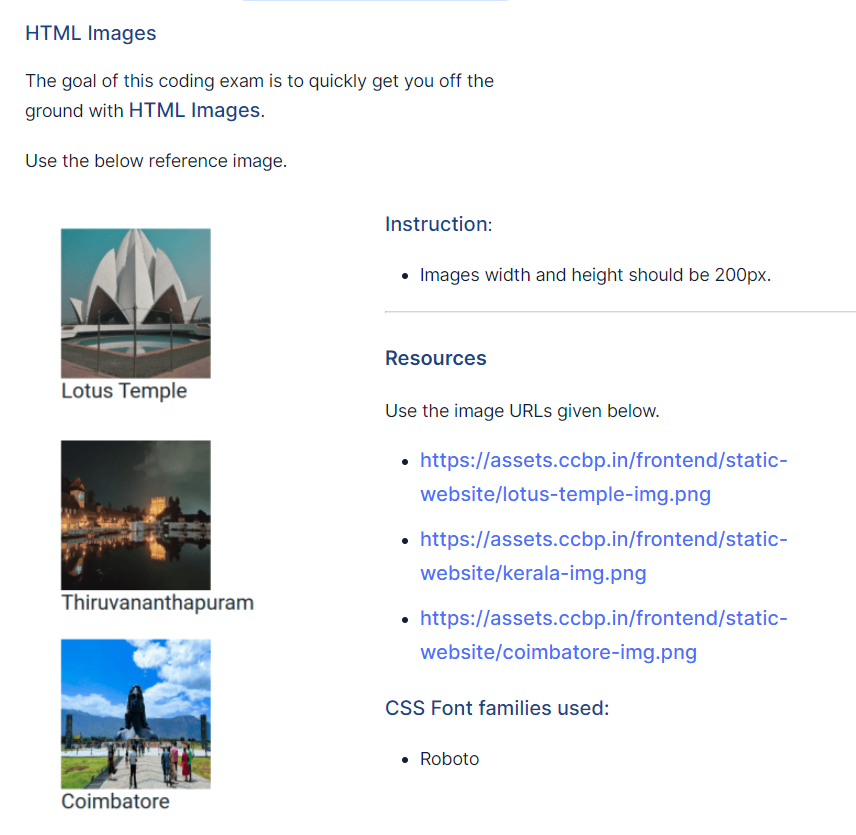 HTML Images
The goal of this coding exam is to quickly get you off the
ground with HTML Images.
Use the below reference image.
Lotus Temple
Thiruvananthapuram
Coimbatore
Instruction:
Images width and height should be 200px.
Resources
Use the image URLs given below.
https://assets.ccbp.in/frontend/static-
website/lotus-temple-img.png
https://assets.ccbp.in/frontend/static-
website/kerala-img.png
https://assets.ccbp.in/frontend/static-
website/coimbatore-img.png
CSS Font families used:
Roboto